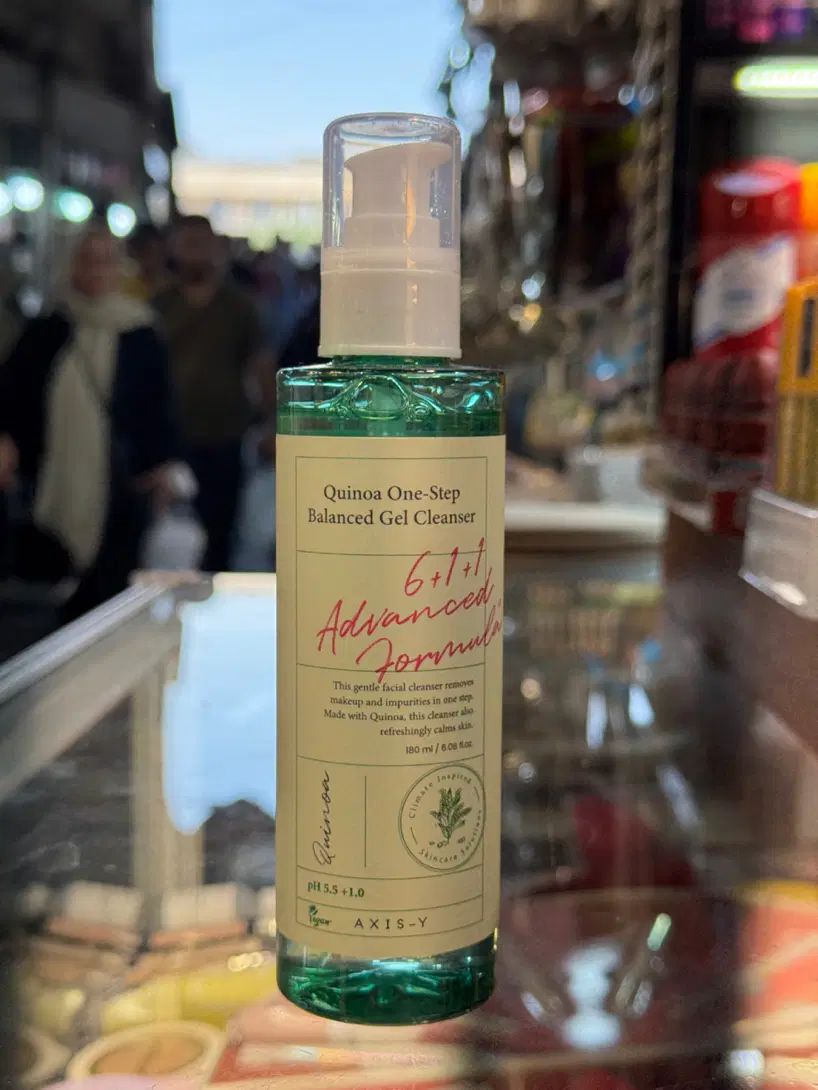 Quinoa One-Step
Balanced Gel Cleanser
6+1+1
Advanced
Formula
This gentle facial cleanser removes
makeup and impurities in one step.
Made with Quinoa, this cleanser also
refreshingly calms skin.
180 ml / 6.08 fl.oz.
Quinoa
Climate Inspired
Skincare Solutions
pH 5.5 ±1.0
Vegan
AXIS-Y